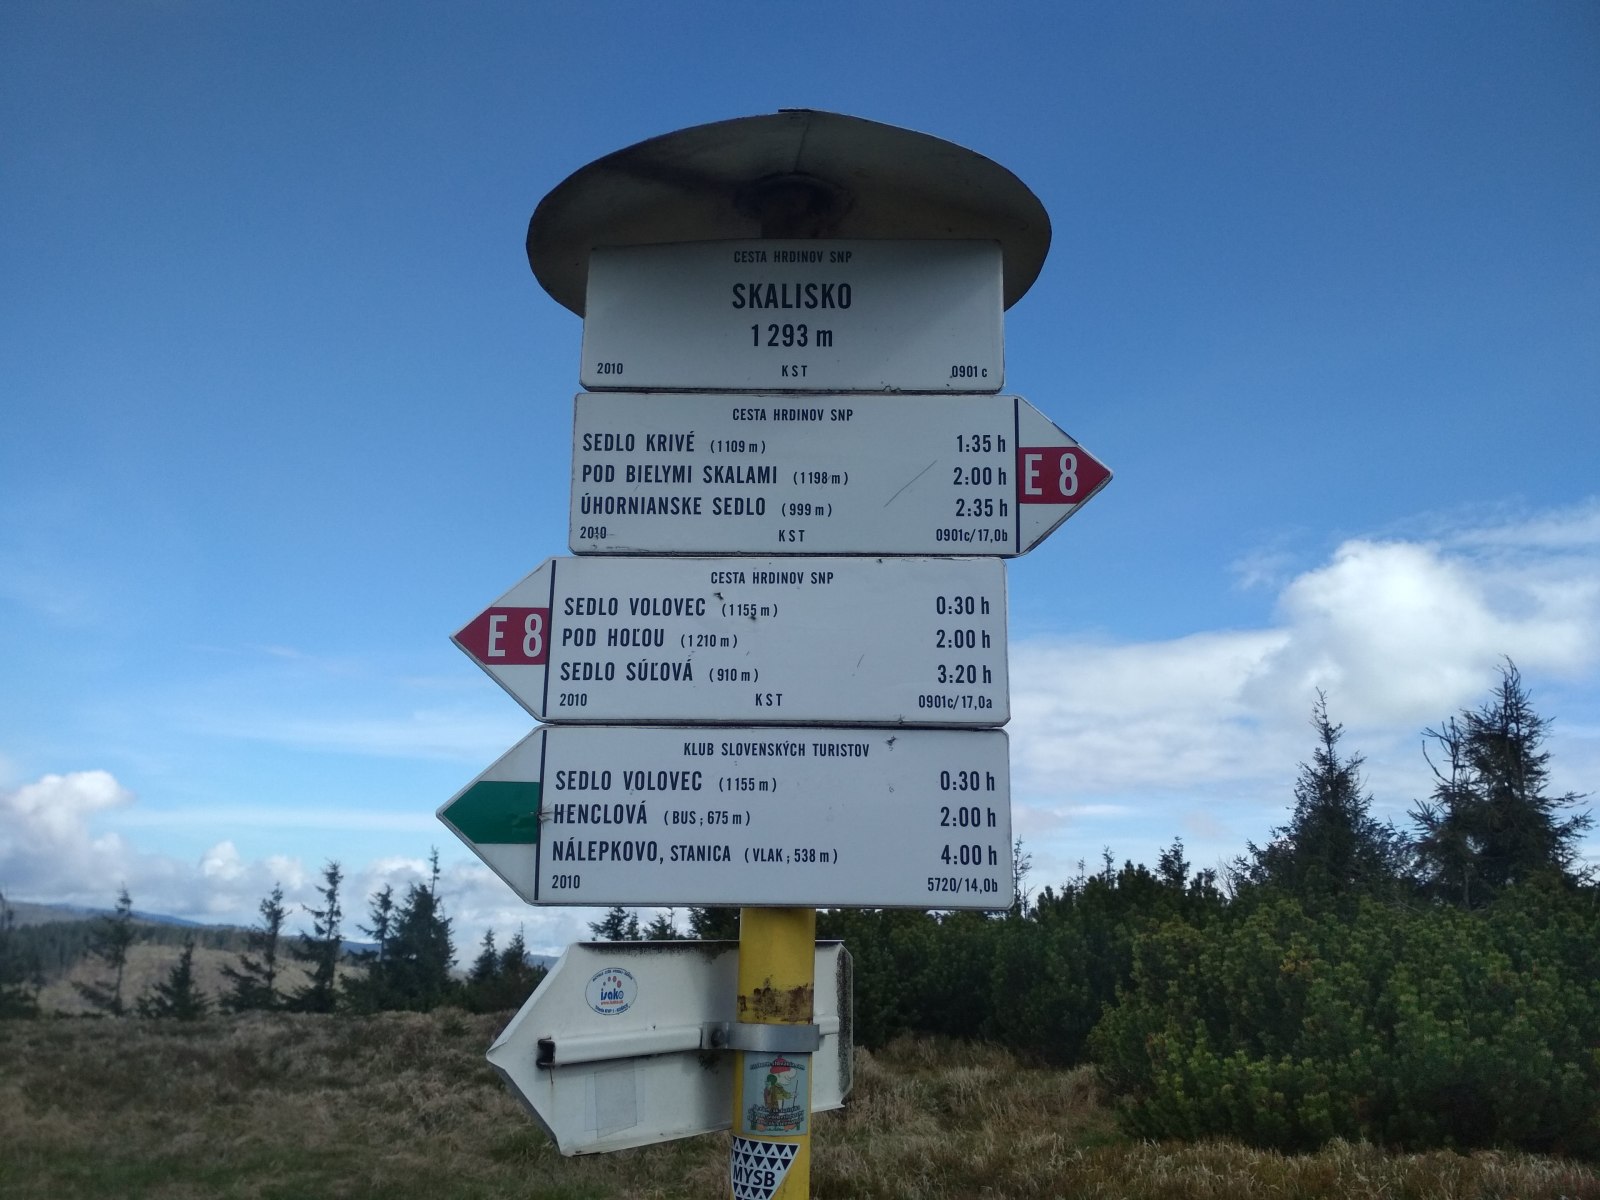 CESTA HRDINOV SNP
SKALISKO
1 293 m
2010 KST 0901 c
CESTA HRDINOV SNP
SEDLO KRIVÉ (1109 m) 1:35 h
POD BIELYMI SKALAMI (1198 m) 2:00 h
ÚHORNIANSKE SEDLO (999 m) 2:35 h
2010 KST 0901c/17,0b
E 8
CESTA HRDINOV SNP
SEDLO VOLOVEC (1155 m) 0:30 h
POD HOĽOU (1210 m) 2:00 h
SEDLO SÚĽOVÁ (910 m) 3:20 h
2010 KST 0901c/17,0a
E 8
KLUB SLOVENSKÝCH TURISTOV
SEDLO VOLOVEC (1155 m) 0:30 h
HENCLOVÁ (BUS ; 675 m) 2:00 h
NÁLEPKOVO, STANICA (VLAK ; 538 m) 4:00 h
2010 5720/14,0b
isako
MYSB